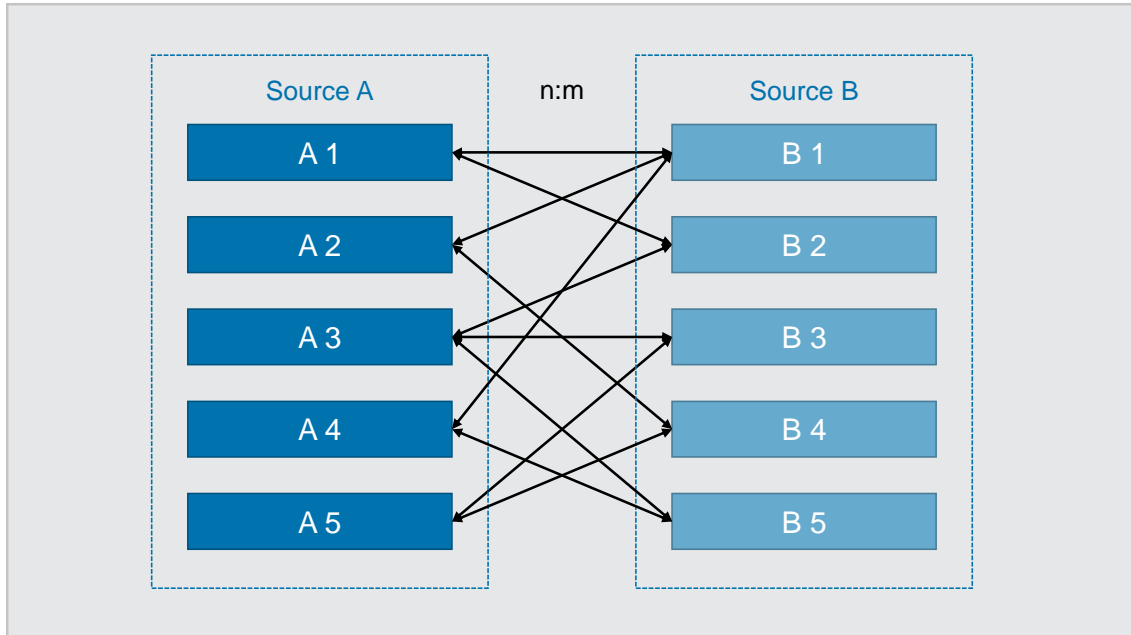 Source A
n:m
Source B
A 1
B 1
A 2
B 2
A 3
B 3
A 4
B 4
A 5
B 5